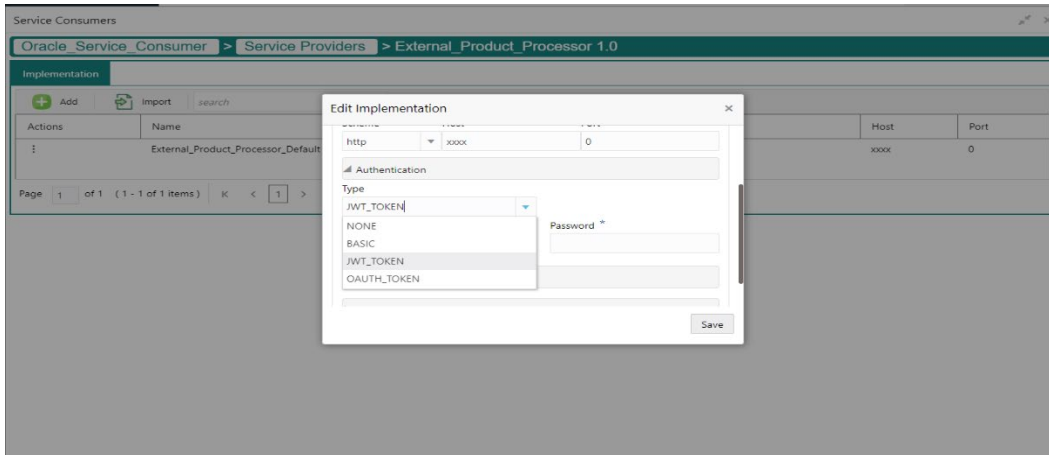 Service Consumers
Oracle_Service_Consumer > Service Providers > External_Product_Processor 1.0
Implementation
Add Import search
Actions Name Host Port
External_Product_Processor_Default xxxx 0
Page 1 of 1 (1 - 1 of 1 items) K < 1 >
Edit Implementation ×
http xxxx 0
Authentication
Type
JWT_TOKEN
NONE
Password *
BASIC
JWT_TOKEN
OAUTH_TOKEN
Save